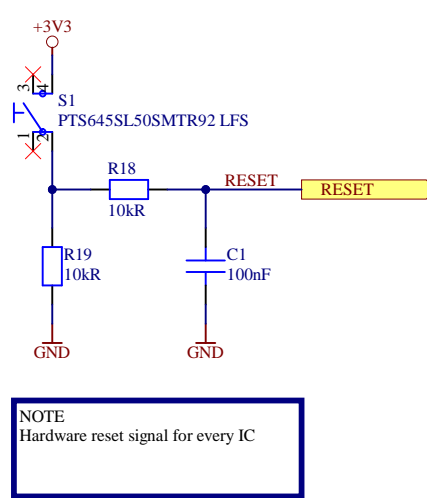 +3V3
3
4
S1
PTS645SL50SMTR92 LFS
1
2
R18
10kR
RESET
RESET
R19
10kR
C1
100nF
GND
GND
NOTE
Hardware reset signal for every IC